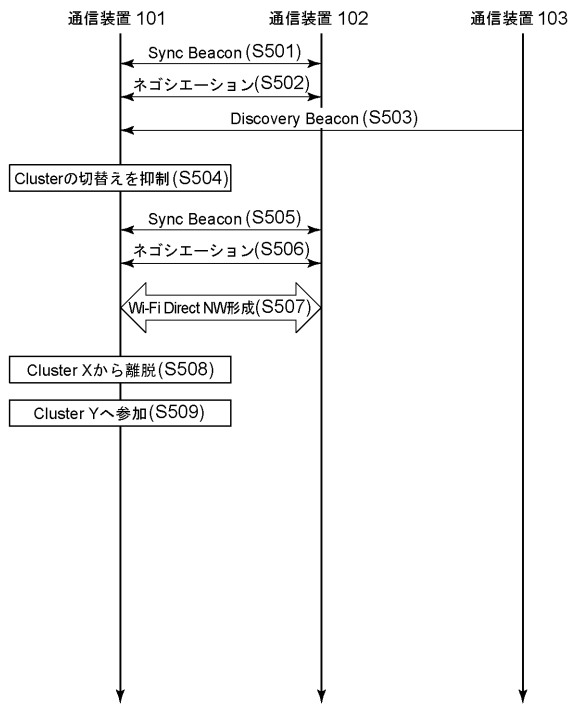 通信装置 101
通信装置 102
通信装置 103
Sync Beacon (S501)
ネゴシエーション(S502)
Discovery Beacon (S503)
Clusterの切替えを抑制(S504)
Sync Beacon (S505)
ネゴシエーション(S506)
Wi-Fi Direct NW形成(S507)
Cluster Xから離脱(S508)
Cluster Yへ参加(S509)